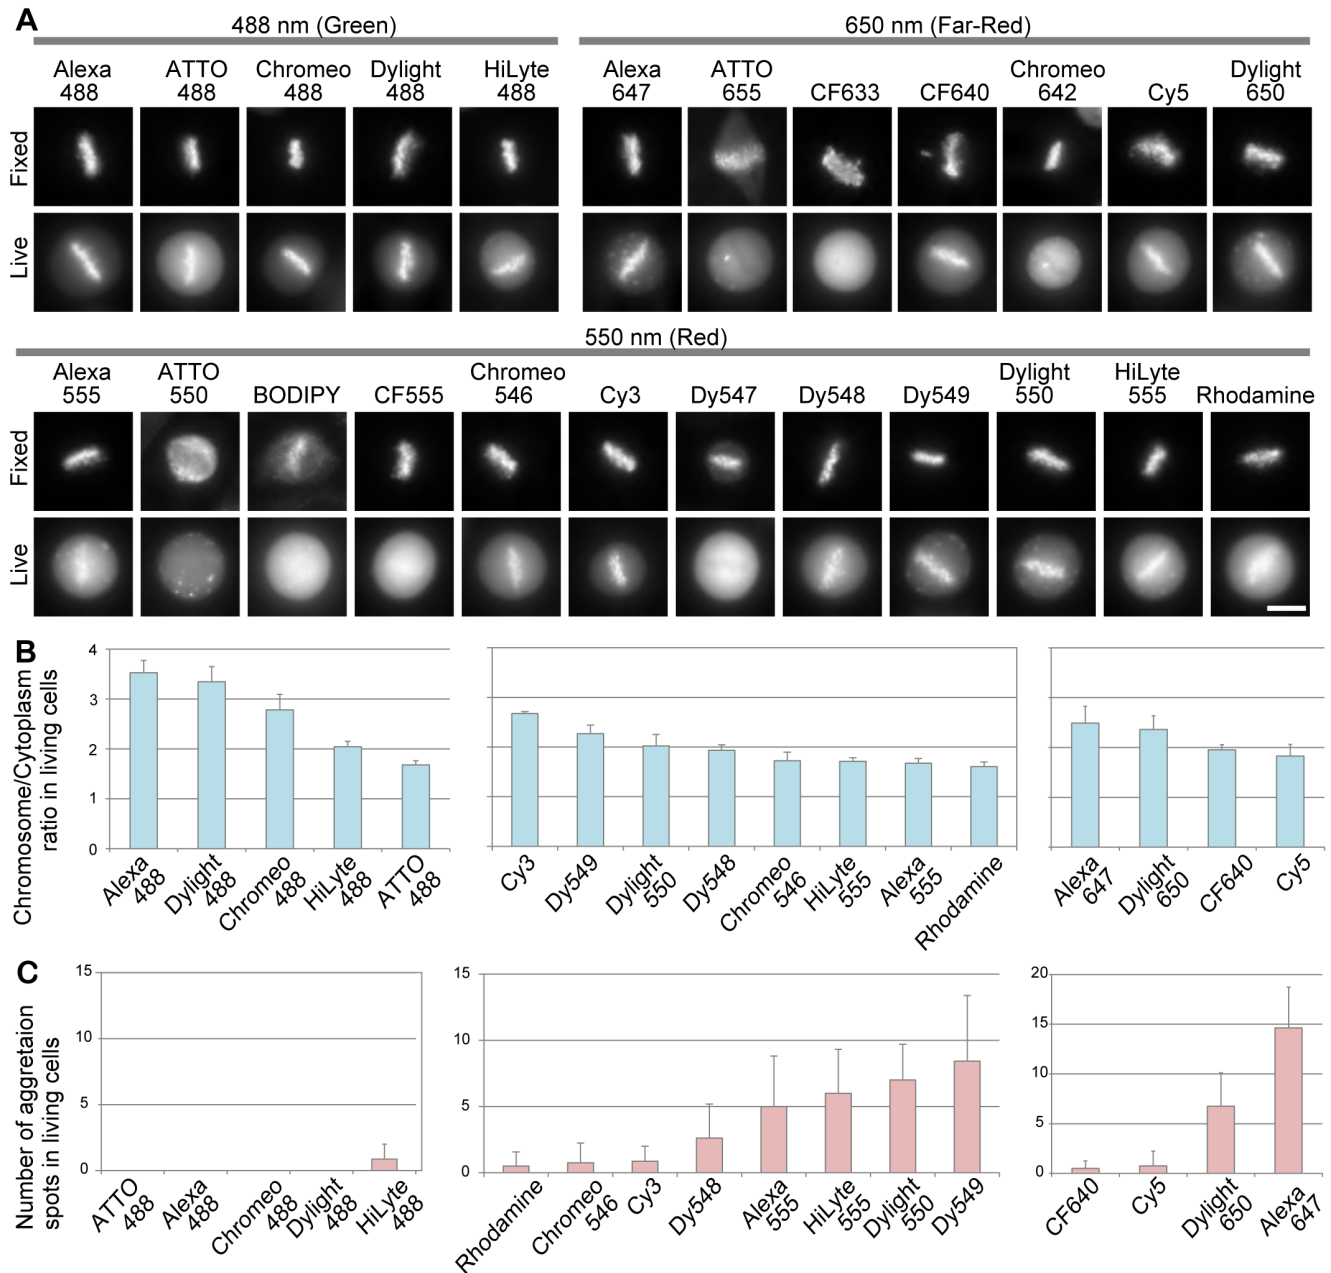 A
488 nm (Green)
650 nm (Far-Red)
Alexa
488
ATTO
488
Chromeo
488
Dylight
488
HiLyte
488
Alexa
647
ATTO
655
CF633
CF640
Chromeo
642
Cy5
Dylight
650
Fixed
Live
550 nm (Red)
Alexa
555
ATTO
550
BODIPY
CF555
Chromeo
546
Cy3
Dy547
Dy548
Dy549
Dylight
550
HiLyte
555
Rhodamine
Fixed
Live
B
Chromosome/Cytoplasm
ratio in living cells
4
3
2
1
0
Alexa
488
Dylight
488
Chromeo
488
HiLyte
488
ATTO
488
Cy3
Dy549
Dylight
550
Dy548
Chromeo
546
HiLyte
555
Alexa
555
Rhodamine
Alexa
647
Dylight
650
CF640
Cy5
C
Number of aggretaion
spots in living cells
15
10
5
0
ATTO
488
Alexa
488
Chromeo
488
Dylight
488
HiLyte
488
15
10
5
0
Rhodamine
Chromeo
546
Cy3
Dy548
Alexa
555
HiLyte
555
Dylight
550
Dy549
20
15
10
5
0
CF640
Cy5
Dylight
650
Alexa
647